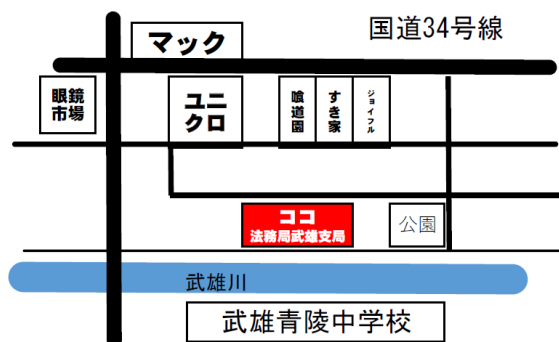 国道34号線
マック
眼鏡
市場
ユニ
クロ
喰道園
すき家
ジョイフル
ココ
法務局武雄支局
公園
武雄川
武雄青陵中学校